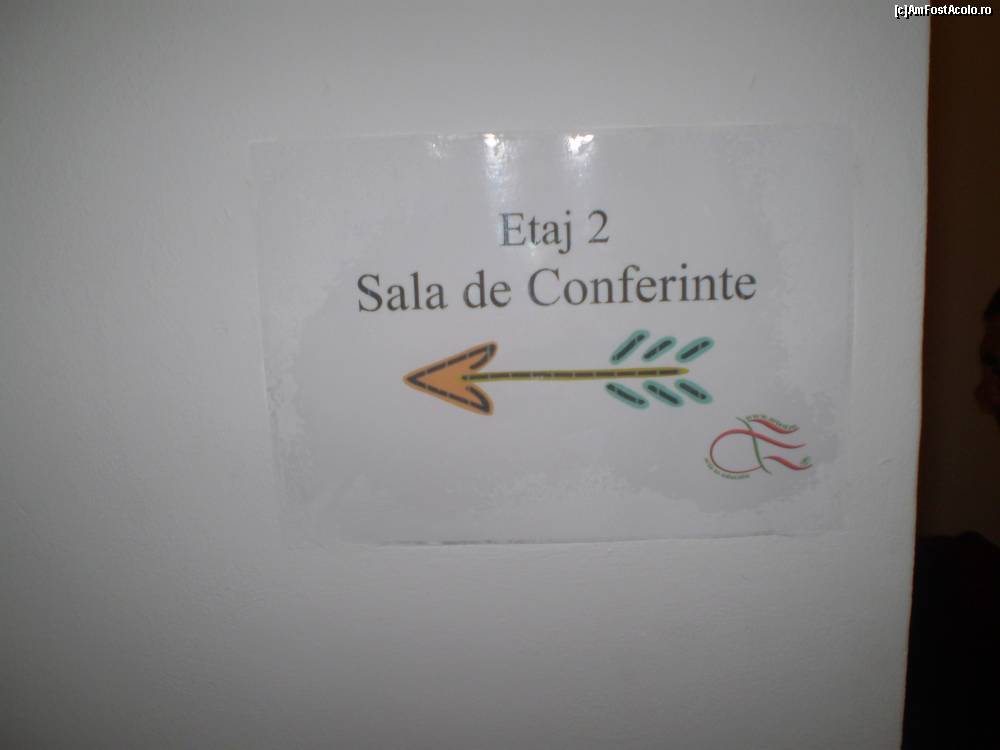 [c]AmFostAcolo.ro
Etaj 2
Sala de Conferinte